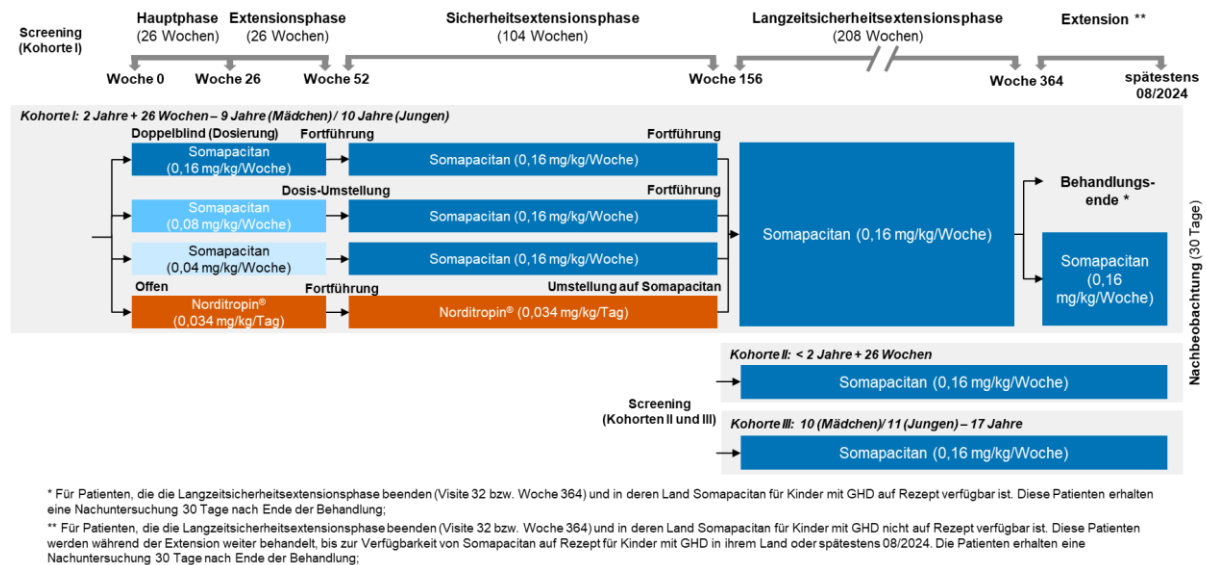 Screening
(Kohorte I)
Hauptphase
(26 Wochen)
Extensionsphase
(26 Wochen)
Sicherheitsextensionsphase
(104 Wochen)
Langzeitsicherheitsextensionsphase
(208 Wochen)
Extension **
Woche 0
Woche 26
Woche 52
Woche 156
Woche 364
spätestens
08/2024
Kohorte I: 2 Jahre + 26 Wochen – 9 Jahre (Mädchen) / 10 Jahre (Jungen)
Doppelblind (Dosierung)
Fortführung
Fortführung
Somapacitan
(0,16 mg/kg/Woche)
Somapacitan (0,16 mg/kg/Woche)
Dosis-Umstellung
Fortführung
Somapacitan
(0,08 mg/kg/Woche)
Somapacitan (0,16 mg/kg/Woche)
Somapacitan
(0,04 mg/kg/Woche)
Somapacitan (0,16 mg/kg/Woche)
Offen
Fortführung
Umstellung auf Somapacitan
Norditropin®
(0,034 mg/kg/Tag)
Norditropin® (0,034 mg/kg/Tag)
Somapacitan (0,16 mg/kg/Woche)
Behandlungs-
ende *
Somapacitan
(0,16
mg/kg/Woche)
Nachbeobachtung (30 Tage)
Screening
(Kohorten II und III)
Kohorte II: < 2 Jahre + 26 Wochen
Somapacitan (0,16 mg/kg/Woche)
Kohorte III: 10 (Mädchen)/ 11 (Jungen) – 17 Jahre
Somapacitan (0,16 mg/kg/Woche)
* Für Patienten, die die Langzeitsicherheitsextensionsphase beenden (Visite 32 bzw. Woche 364) und in deren Land Somapacitan für Kinder mit GHD auf Rezept verfügbar ist. Diese Patienten erhalten
eine Nachuntersuchung 30 Tage nach Ende der Behandlung;
** Für Patienten, die die Langzeitsicherheitsextensionsphase beenden (Visite 32 bzw. Woche 364) und in deren Land Somapacitan für Kinder mit GHD nicht auf Rezept verfügbar ist. Diese Patienten
werden während der Extension weiter behandelt, bis zur Verfügbarkeit von Somapacitan auf Rezept für Kinder mit GHD in ihrem Land oder spätestens 08/2024. Die Patienten erhalten eine
Nachuntersuchung 30 Tage nach Ende der Behandlung;